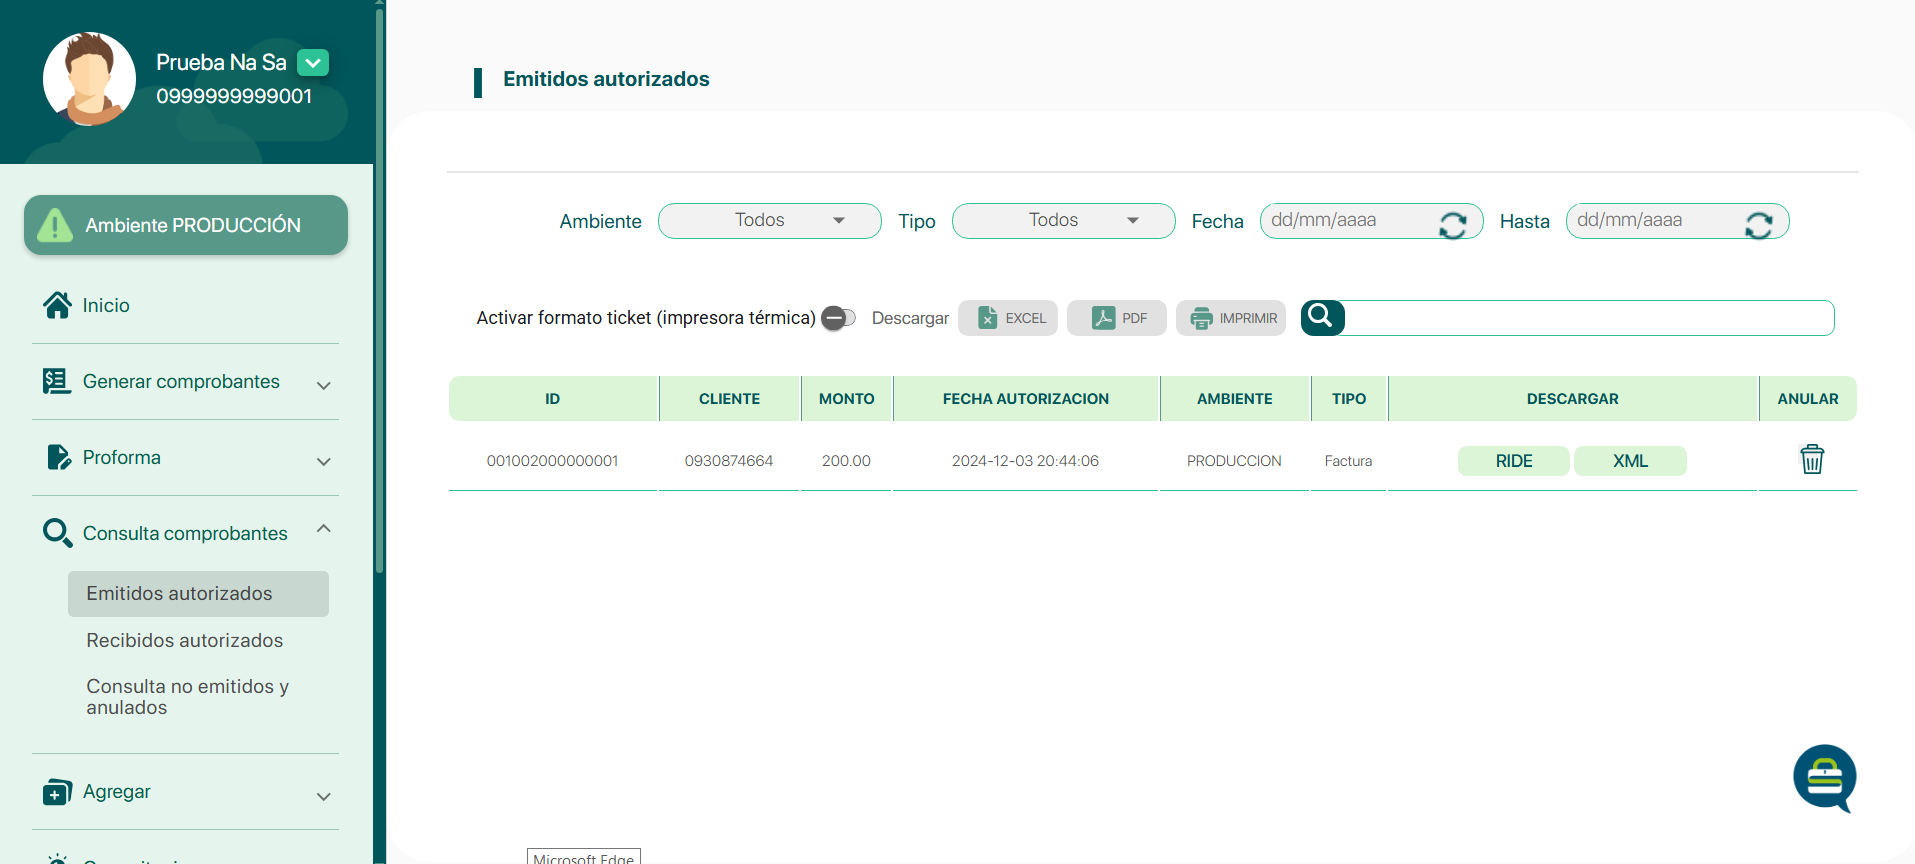 Prueba Na Sa
0999999999001
Ambiente PRODUCCIÓN
Inicio
Generar comprobantes
Proforma
Consulta comprobantes
Emitidos autorizados
Recibidos autorizados
Consulta no emitidos y
anulados
Agregar
Emitidos autorizados
Ambiente Todos Tipo Todos Fecha dd/mm/aaaa Hasta dd/mm/aaaa
Activar formato ticket (impresora térmica) Descargar EXCEL PDF IMPRIMIR
ID CLIENTE MONTO FECHA AUTORIZACION AMBIENTE TIPO DESCARGAR ANULAR
001002000000001 0930874664 200.00 2024-12-03 20:44:06 PRODUCCION Factura RIDE XML
Microsoft Edge